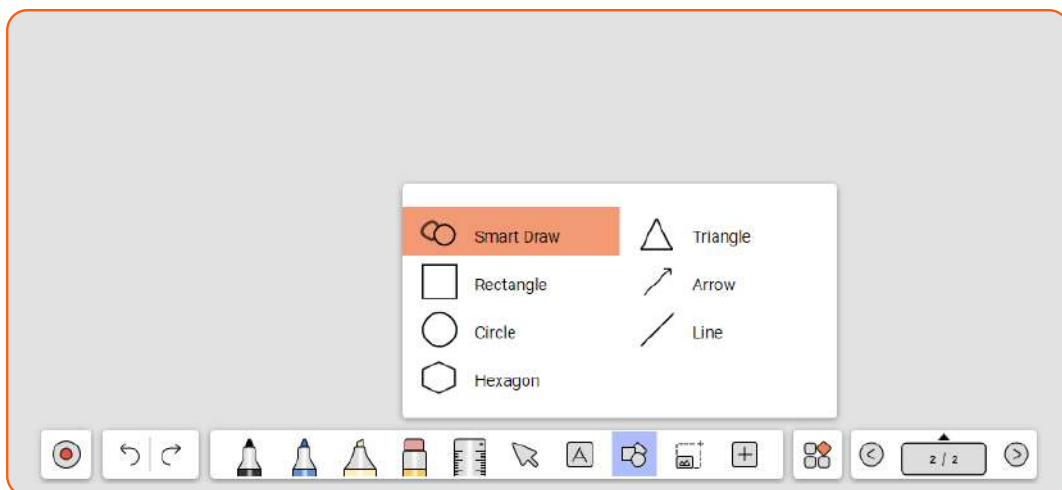 Smart Draw
Triangle
Rectangle
Arrow
Circle
Line
Hexagon
A
2 / 2